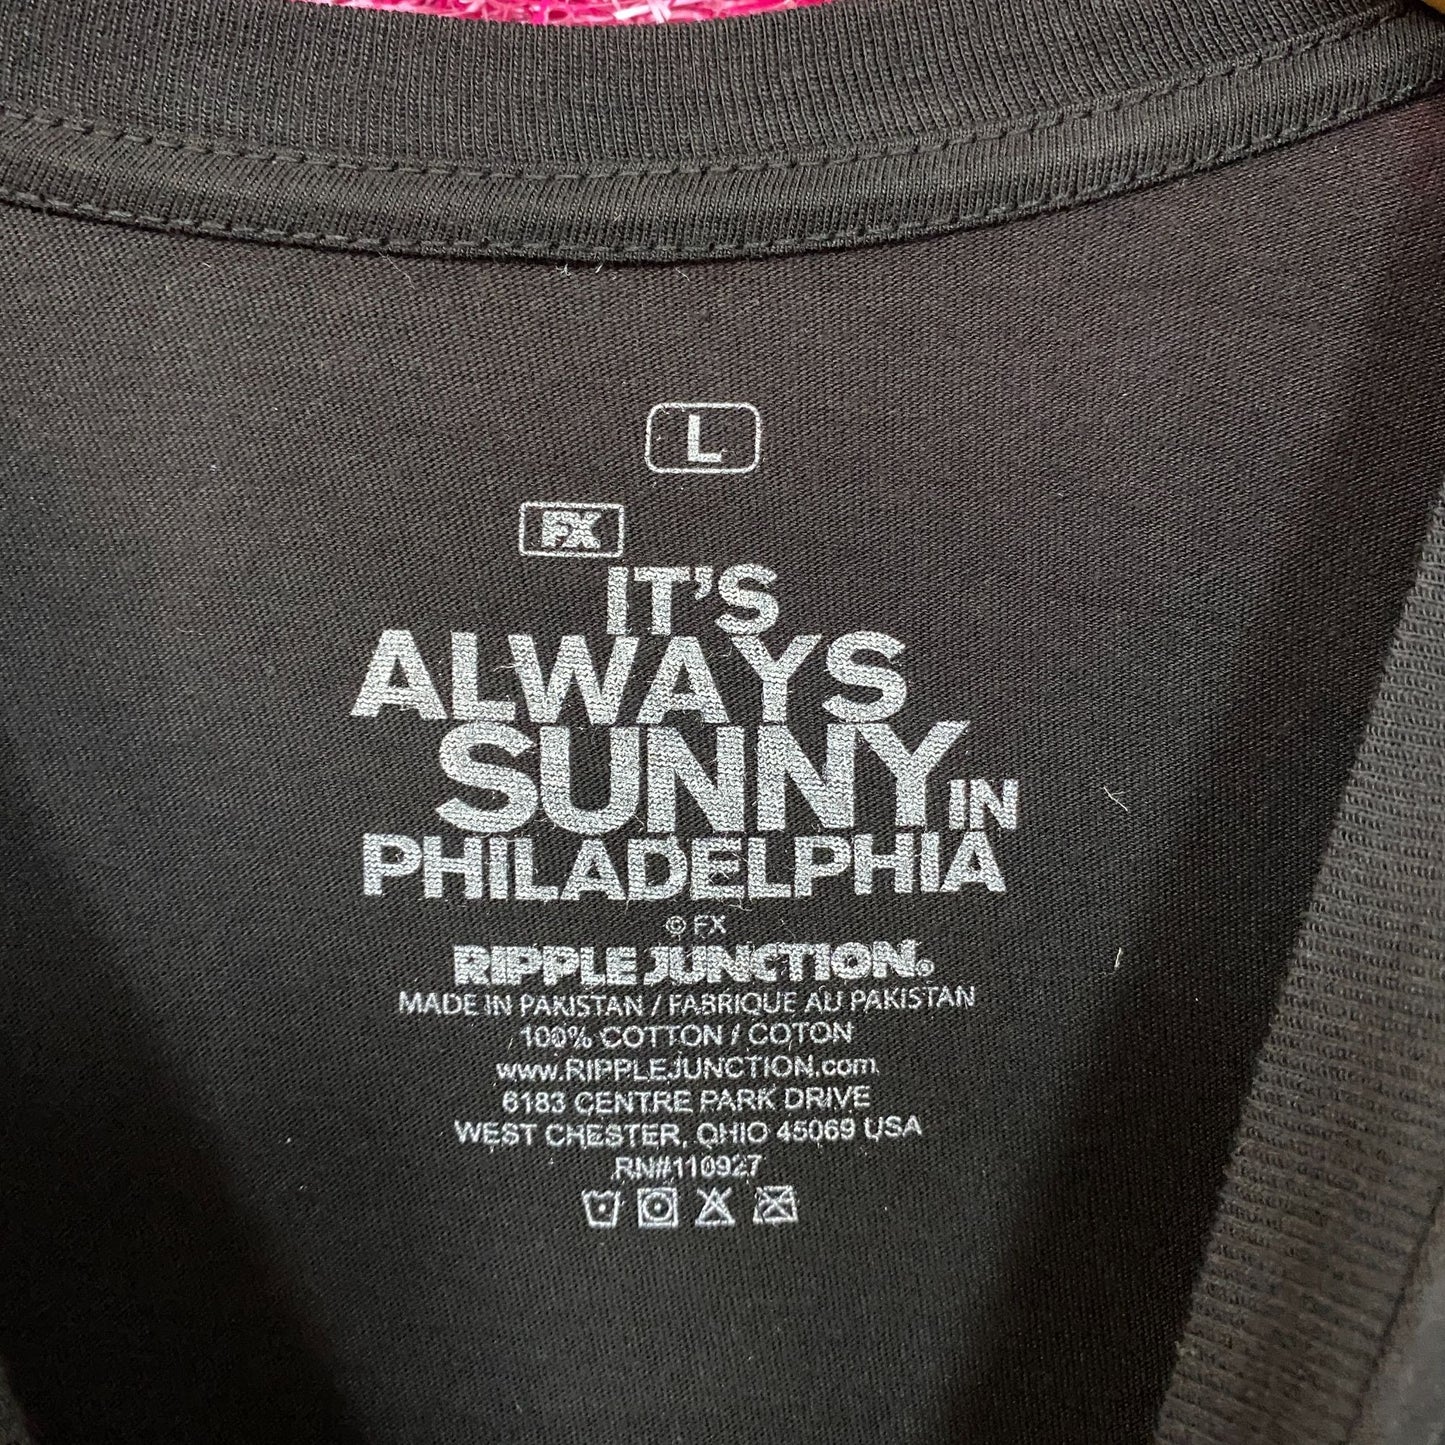 L
FX
IT'S
ALWAYS
SUNNY IN
PHILADELPHIA
© FX
RIPPLE JUNCTION®
MADE IN PAKISTAN / FABRIQUE AU PAKISTAN
100% COTTON / COTON
www.RIPPLEJUNCTION.com
6183 CENTRE PARK DRIVE
WEST CHESTER, OHIO 45069 USA
RN#110927